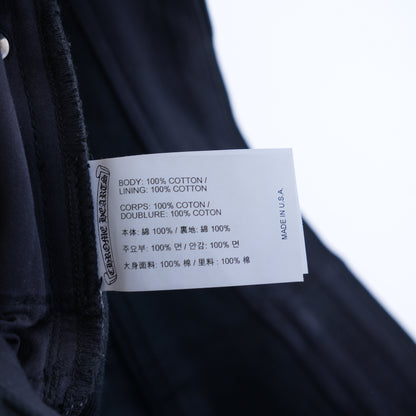 CHROME HEARTS
BODY: 100% COTTON /
LINING: 100% COTTON
CORPS: 100% COTON /
DOUBLURE: 100% COTON
本体: 綿 100% / 裏地: 綿 100%
주요부: 100% 면 / 안감: 100% 면
大身面料: 100% 棉 / 里料: 100% 棉
MADE IN U.S.A.